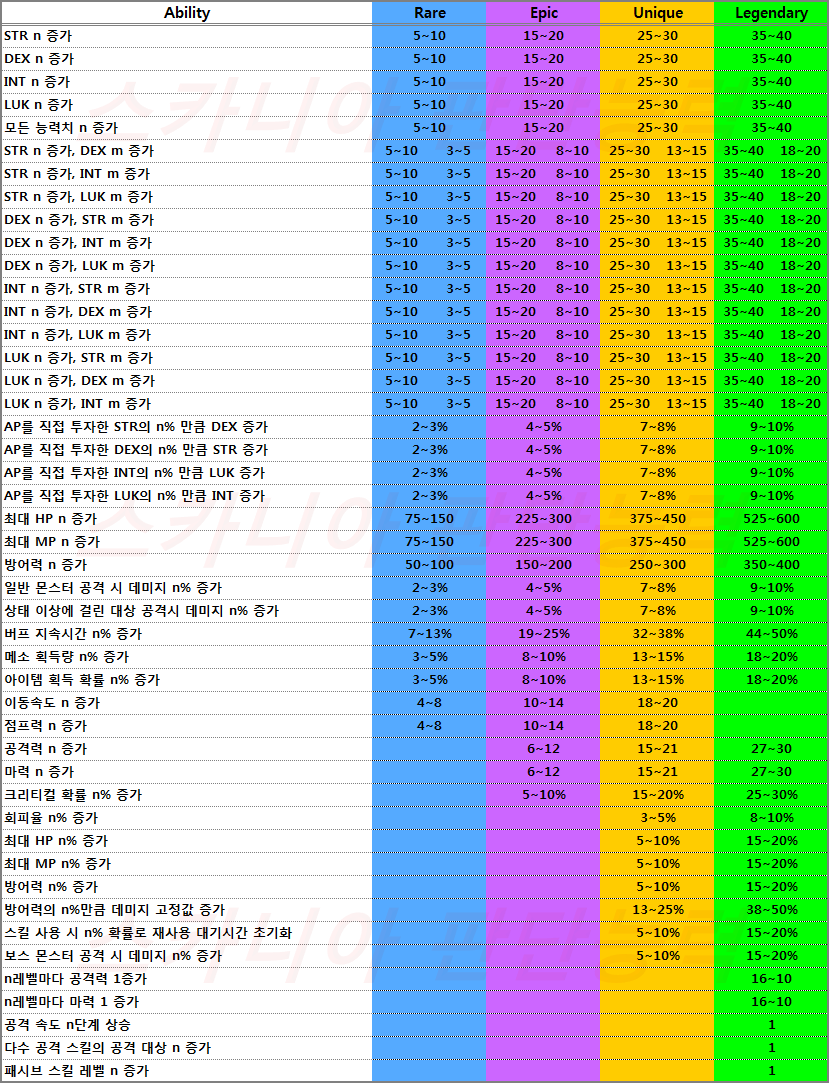 Ability Rare Epic Unique Legendary
STR n 증가 5~10 15~20 25~30 35~40
DEX n 증가 5~10 15~20 25~30 35~40
INT n 증가 5~10 15~20 25~30 35~40
LUK n 증가 5~10 15~20 25~30 35~40
모든 능력치 n 증가 5~10 15~20 25~30 35~40
STR n 증가, DEX m 증가 5~10 3~5 15~20 8~10 25~30 13~15 35~40 18~20
STR n 증가, INT m 증가 5~10 3~5 15~20 8~10 25~30 13~15 35~40 18~20
STR n 증가, LUK m 증가 5~10 3~5 15~20 8~10 25~30 13~15 35~40 18~20
DEX n 증가, STR m 증가 5~10 3~5 15~20 8~10 25~30 13~15 35~40 18~20
DEX n 증가, INT m 증가 5~10 3~5 15~20 8~10 25~30 13~15 35~40 18~20
DEX n 증가, LUK m 증가 5~10 3~5 15~20 8~10 25~30 13~15 35~40 18~20
INT n 증가, STR m 증가 5~10 3~5 15~20 8~10 25~30 13~15 35~40 18~20
INT n 증가, DEX m 증가 5~10 3~5 15~20 8~10 25~30 13~15 35~40 18~20
INT n 증가, LUK m 증가 5~10 3~5 15~20 8~10 25~30 13~15 35~40 18~20
LUK n 증가, STR m 증가 5~10 3~5 15~20 8~10 25~30 13~15 35~40 18~20
LUK n 증가, DEX m 증가 5~10 3~5 15~20 8~10 25~30 13~15 35~40 18~20
LUK n 증가, INT m 증가 5~10 3~5 15~20 8~10 25~30 13~15 35~40 18~20
AP를 직접 투자한 STR의 n% 만큼 DEX 증가 2~3% 4~5% 7~8% 9~10%
AP를 직접 투자한 DEX의 n% 만큼 STR 증가 2~3% 4~5% 7~8% 9~10%
AP를 직접 투자한 INT의 n% 만큼 LUK 증가 2~3% 4~5% 7~8% 9~10%
AP를 직접 투자한 LUK의 n% 만큼 INT 증가 2~3% 4~5% 7~8% 9~10%
최대 HP n 증가 75~150 225~300 375~450 525~600
최대 MP n 증가 75~150 225~300 375~450 525~600
방어력 n 증가 50~100 150~200 250~300 350~400
일반 몬스터 공격 시 데미지 n% 증가 2~3% 4~5% 7~8% 9~10%
상태 이상에 걸린 대상 공격시 데미지 n% 증가 2~3% 4~5% 7~8% 9~10%
버프 지속시간 n% 증가 7~13% 19~25% 32~38% 44~50%
메소 획득량 n% 증가 3~5% 8~10% 13~15% 18~20%
아이템 획득 확률 n% 증가 3~5% 8~10% 13~15% 18~20%
이동속도 n 증가 4~8 10~14 18~20
점프력 n 증가 4~8 10~14 18~20
공격력 n 증가 6~12 15~21 27~30
마력 n 증가 6~12 15~21 27~30
크리티컬 확률 n% 증가 5~10% 15~20% 25~30%
회피율 n% 증가 3~5% 8~10%
최대 HP n% 증가 5~10% 15~20%
최대 MP n% 증가 5~10% 15~20%
방어력 n% 증가 5~10% 15~20%
방어력의 n%만큼 데미지 고정값 증가 13~25% 38~50%
스킬 사용 시 n% 확률로 재사용 대기시간 초기화 5~10% 15~20%
보스 몬스터 공격 시 데미지 n% 증가 5~10% 15~20%
n레벨마다 공격력 1증가 16~10
n레벨마다 마력 1 증가 16~10
공격 속도 n단계 상승 1
다수 공격 스킬의 공격 대상 n 증가 1
패시브 스킬 레벨 n 증가 1